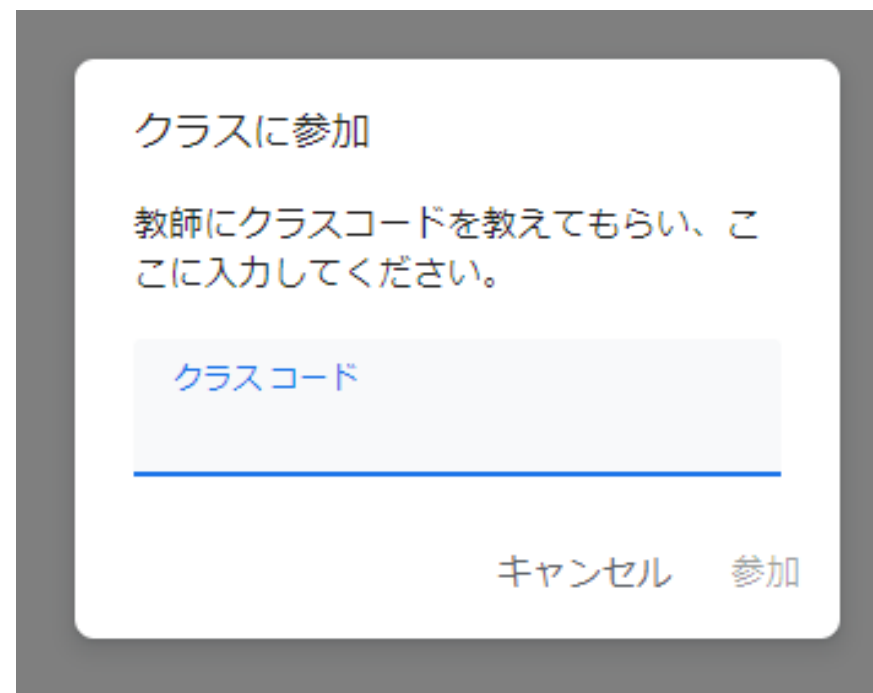 クラスに参加
教師にクラスコードを教えてもらい、こ
こに入力してください。
クラス コード
キャンセル 参加